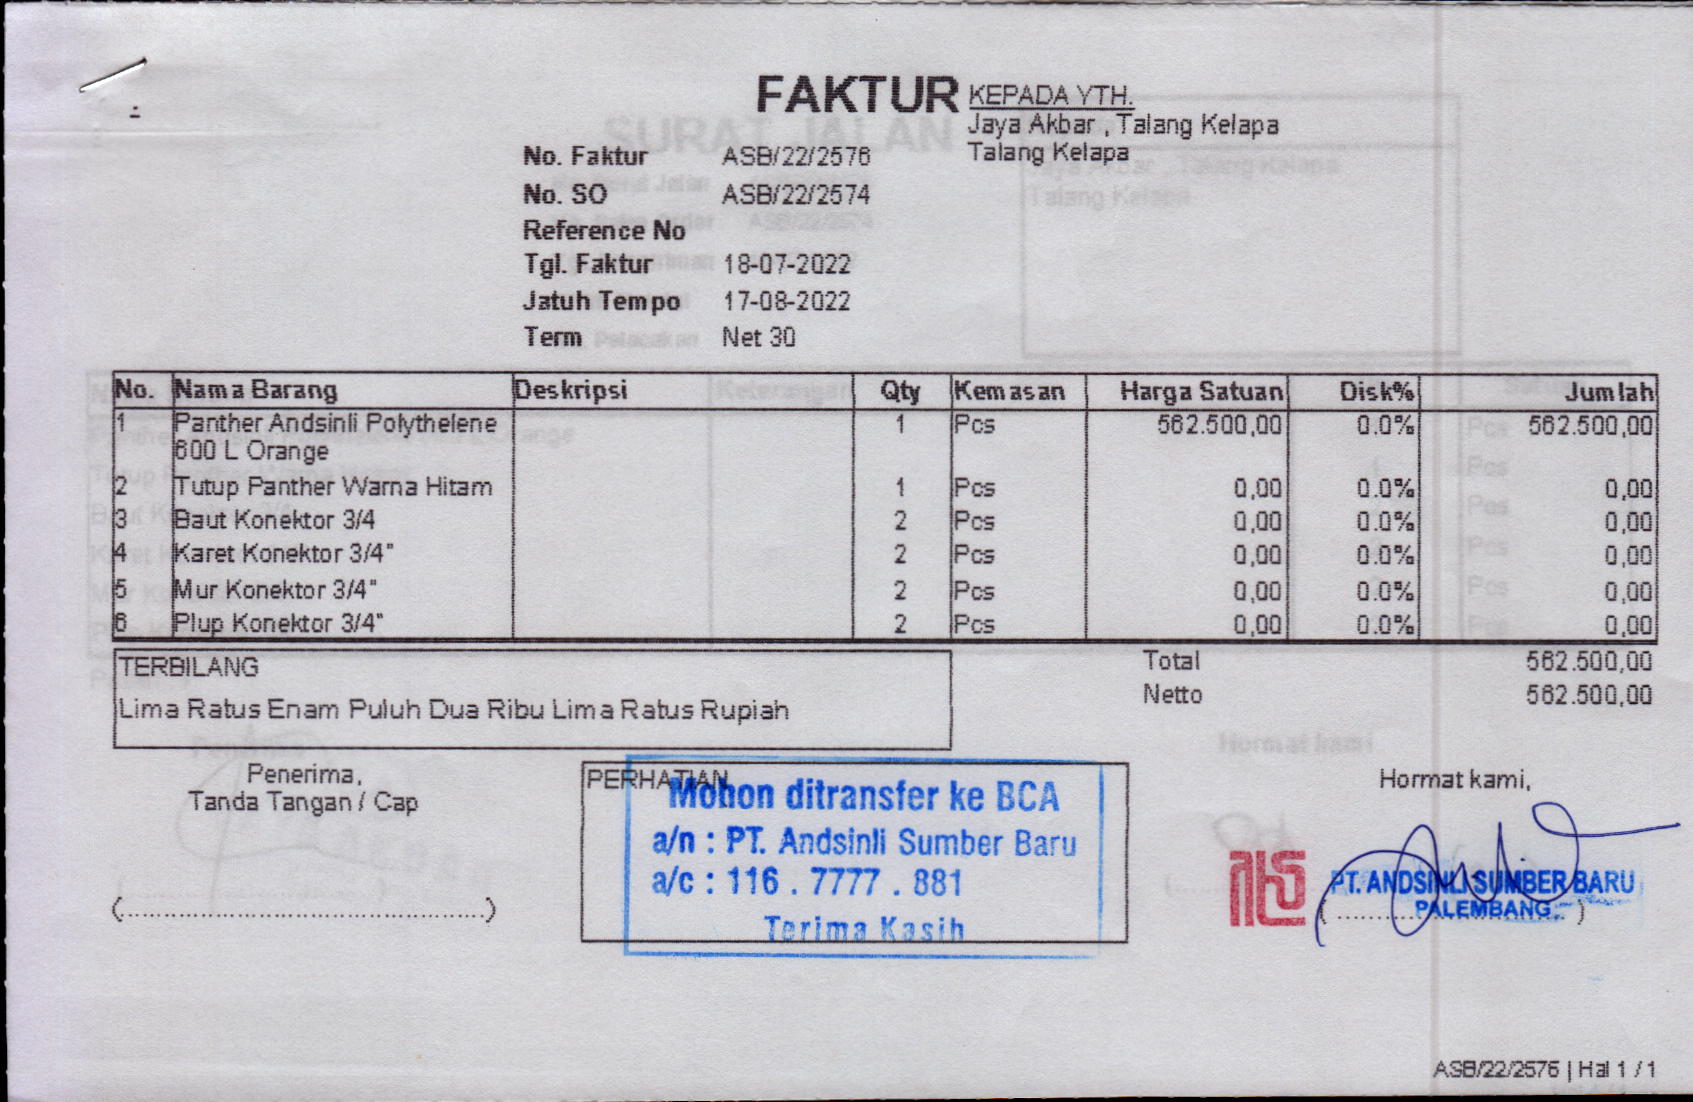 FAKTUR
KEPADA YTH.
Jaya Akbar , Talang Kelapa
Talang Kelapa
No. Faktur ASB/22/2576
No. SO ASB/22/2574
Reference No
Tgl. Faktur 18-07-2022
Jatuh Tempo 17-08-2022
Term Net 30
No. Nama Barang Deskripsi Qty Kemasan Harga Satuan Disk% Jumlah
1 Panther Andsinli Polythelene 1 Pcs 562.500,00 0.0% 562.500,00
600 L Orange
2 Tutup Panther Warna Hitam 1 Pcs 0,00 0.0% 0,00
3 Baut Konektor 3/4 2 Pcs 0,00 0.0% 0,00
4 Karet Konektor 3/4" 2 Pcs 0,00 0.0% 0,00
5 Mur Konektor 3/4" 2 Pcs 0,00 0.0% 0,00
6 Plup Konektor 3/4" 2 Pcs 0,00 0.0% 0,00
TERBILANG
Lima Ratus Enam Puluh Dua Ribu Lima Ratus Rupiah
Total 562.500,00
Netto 562.500,00
Penerima,
Tanda Tangan / Cap
(..........................................)
PERHATIAN
Mohon ditransfer ke BCA
a/n : PT. Andsinli Sumber Baru
a/c : 116 . 7777 . 881
Terima Kasih
Hormat kami,
PT. ANDSINLI SUMBER BARU
PALEMBANG
ASB/22/2576 | Hal 1 / 1